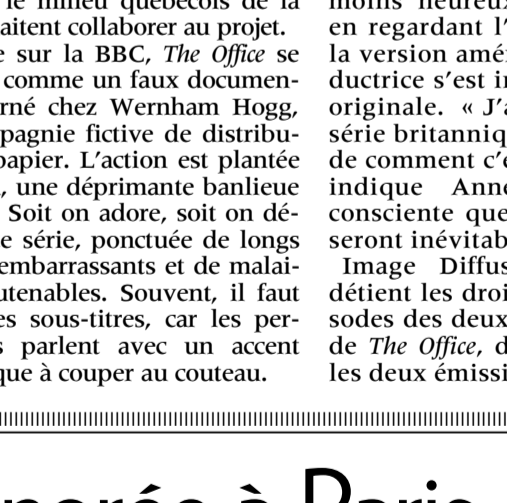 le milieu québécois de la
aitent collaborer au projet.
e sur la BBC, The Office se
comme un faux documen-
rné chez Wernham Hogg,
pagnie fictive de distribu-
papier. L'action est plantée
, une déprimante banlieue
Soit on adore, soit on dé-
e série, ponctuée de longs
embarrassants et de malai-
utenables. Souvent, il faut
es sous-titres, car les per-
s parlent avec un accent
que à couper au couteau.
moins heureux
en regardant l'
la version amé
ductrice s'est i
originale. « J'a
série britanniq
de comment c'e
indique Anne
consciente que
seront inévitab
Image Diffus
détient les droi
sodes des deux
de The Office, d
les deux émissi
porée à Paris